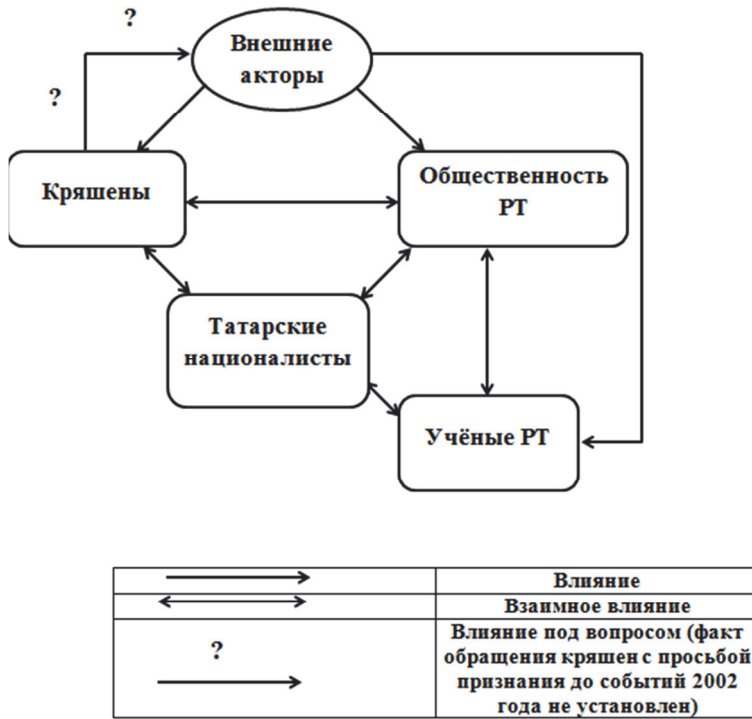 ?
Внешние
акторы
?
Кряшены
Общественность
РТ
Татарские
националисты
Учёные РТ
Влияние
Взаимное влияние
?
Влияние под вопросом (факт
обращения кряшен с просьбой
признания до событий 2002
года не установлен)